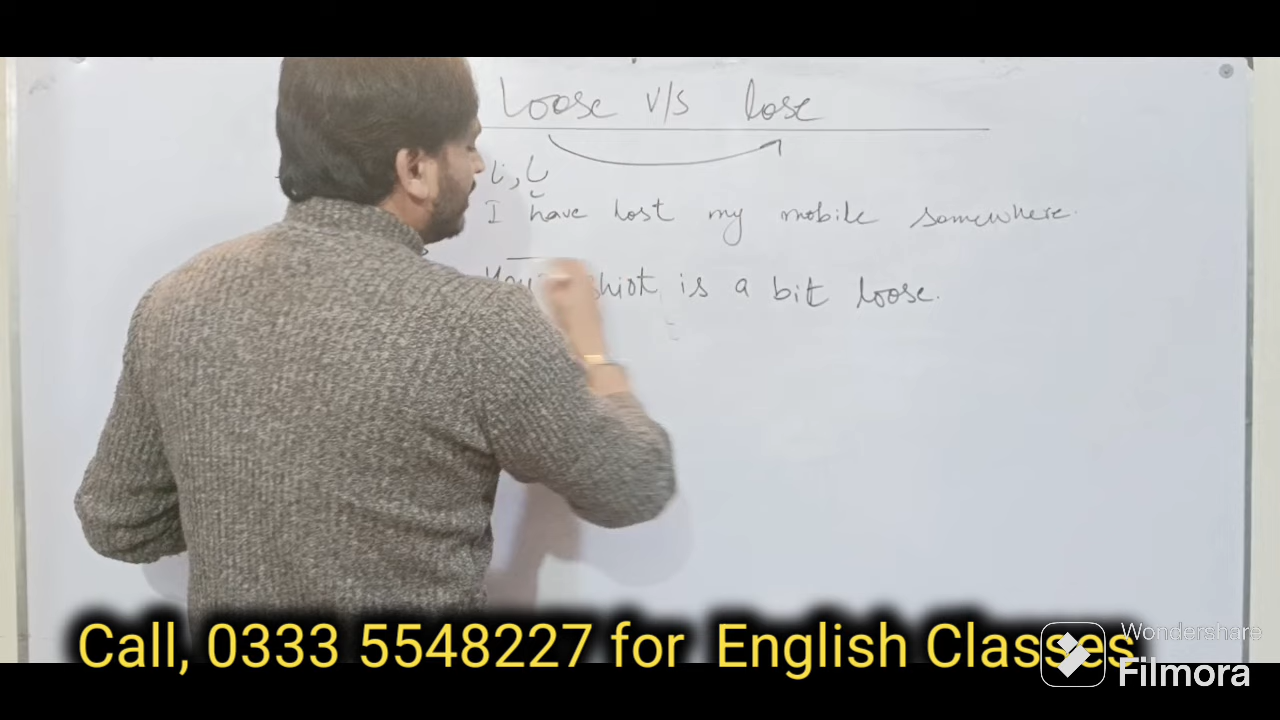 Loose v/s lose
I have lost my mobile somewhere.
shirt is a bit loose.
Call, 0333 5548227 for English Classes
Wondershare
Filmora